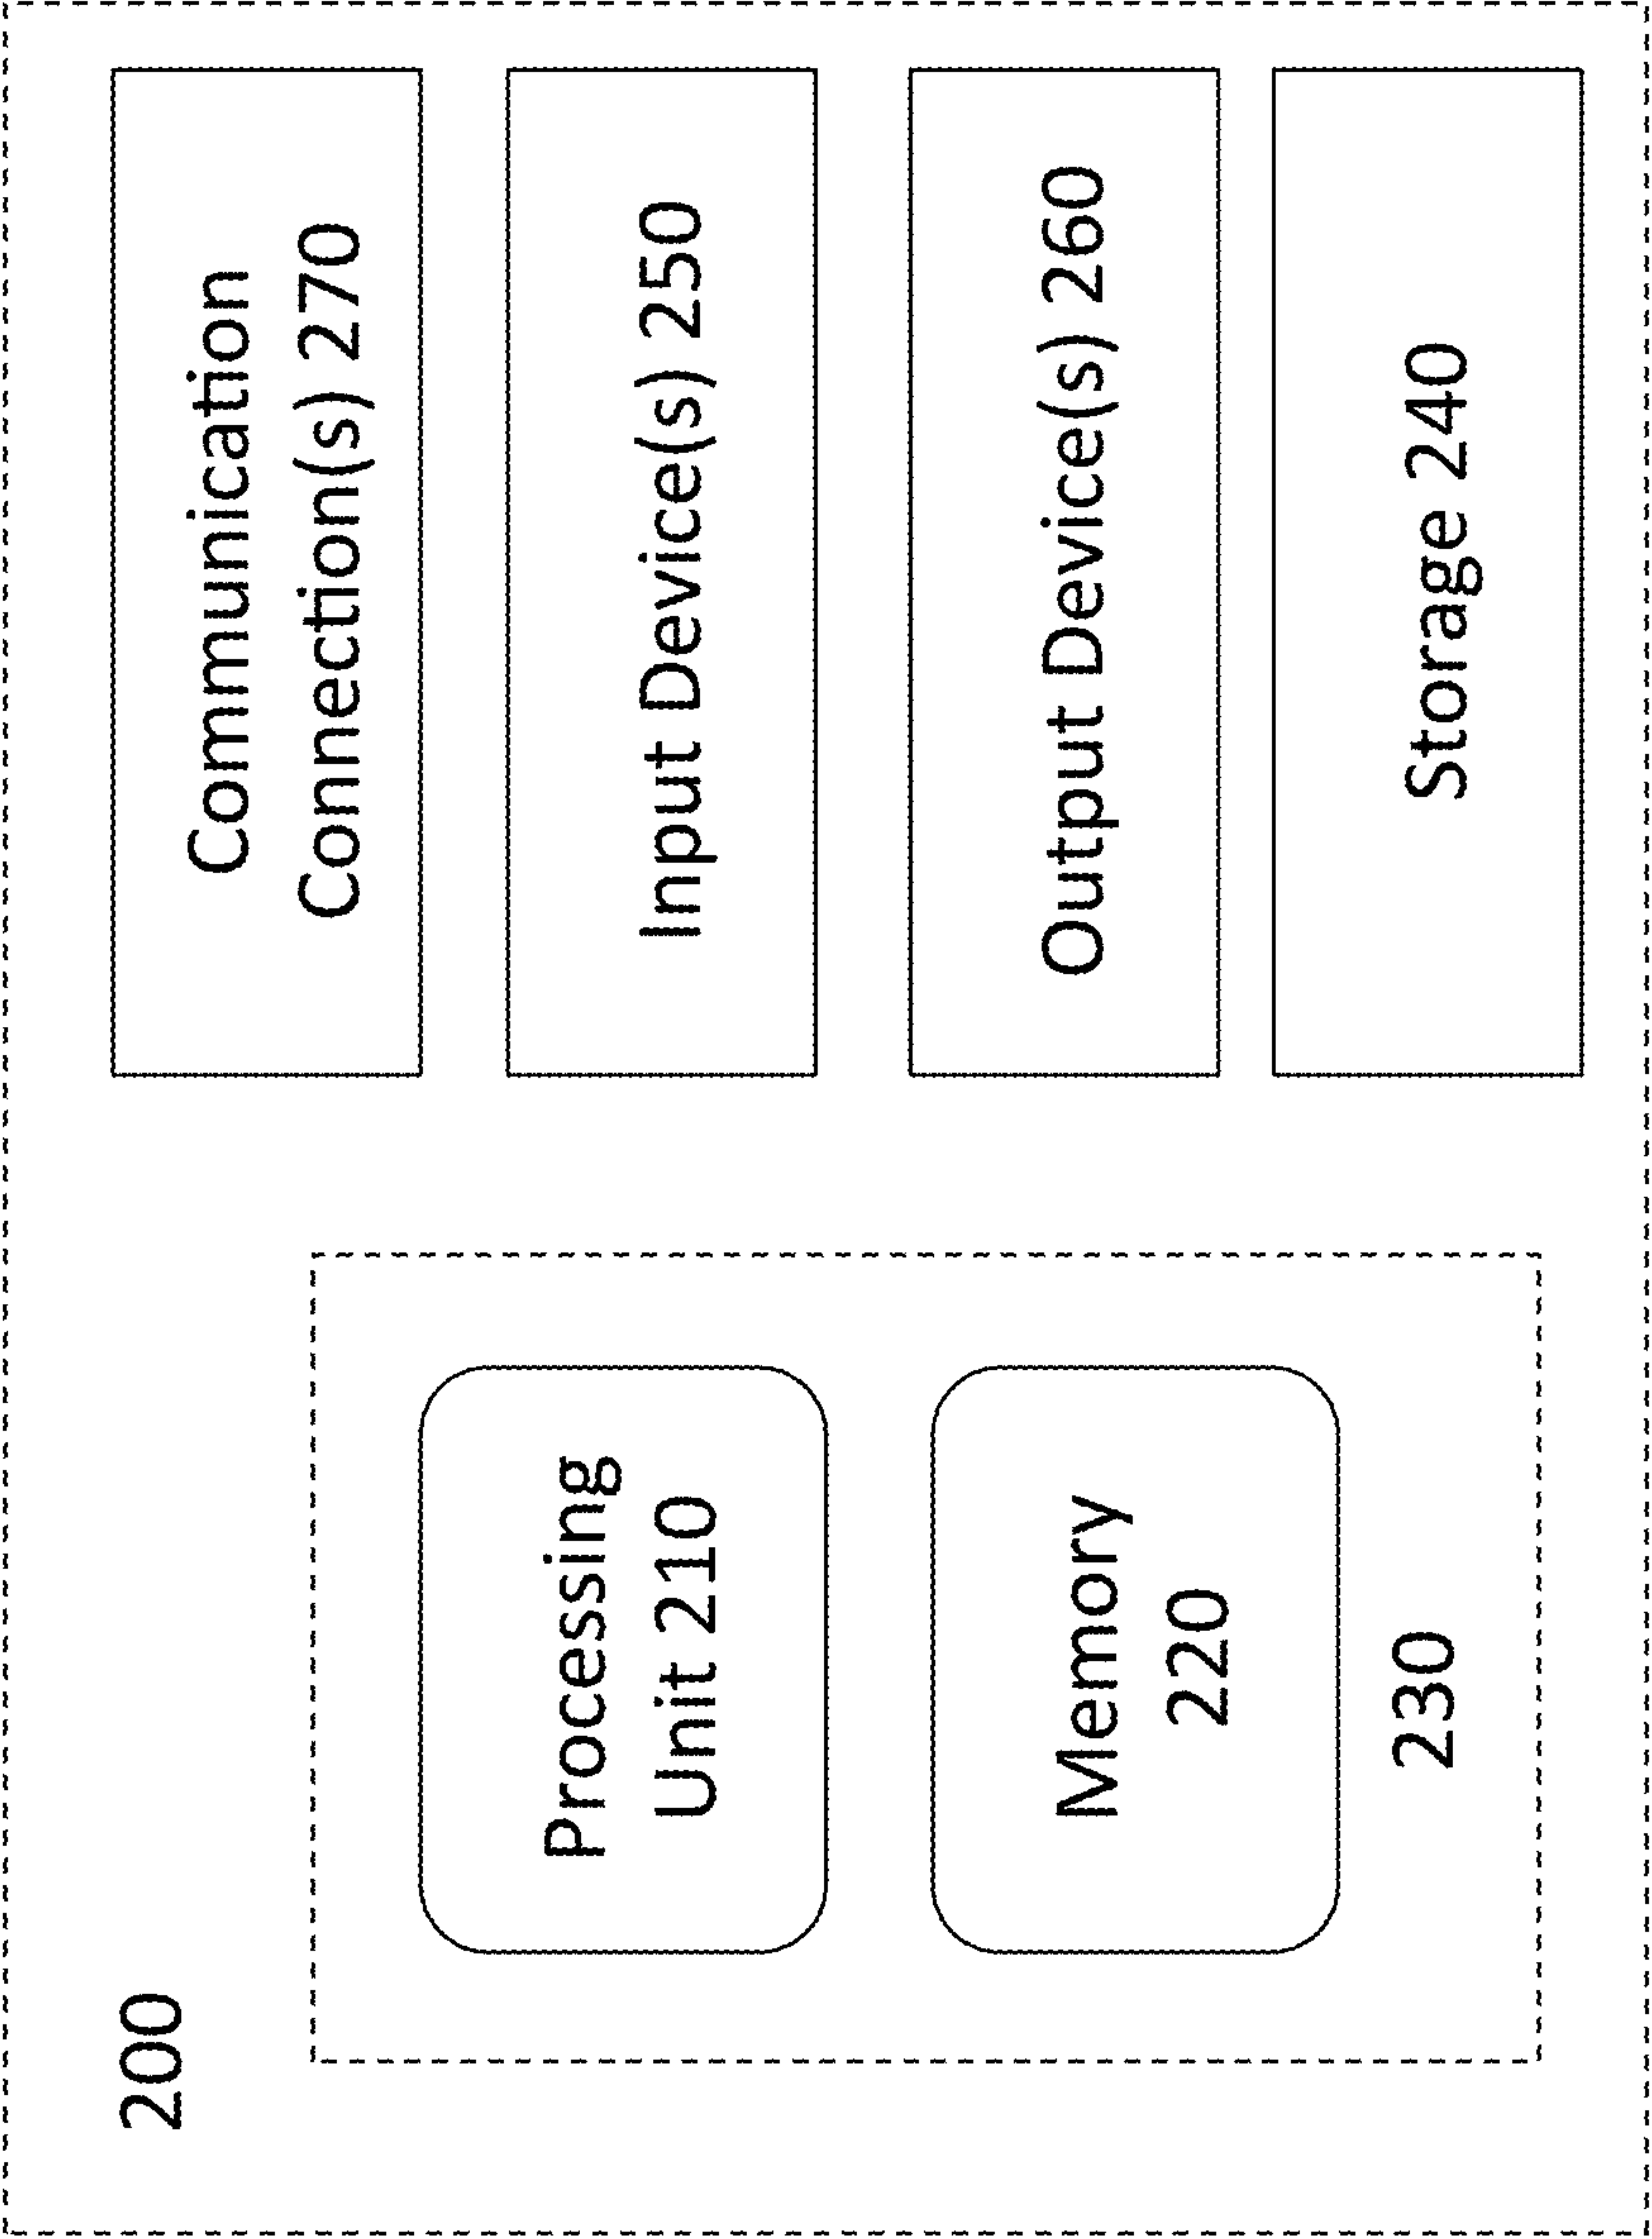 200
Processing
Unit 210
Memory
220
230
Communication
Connection(s) 270
Input Device(s) 250
Output Device(s) 260
Storage 240